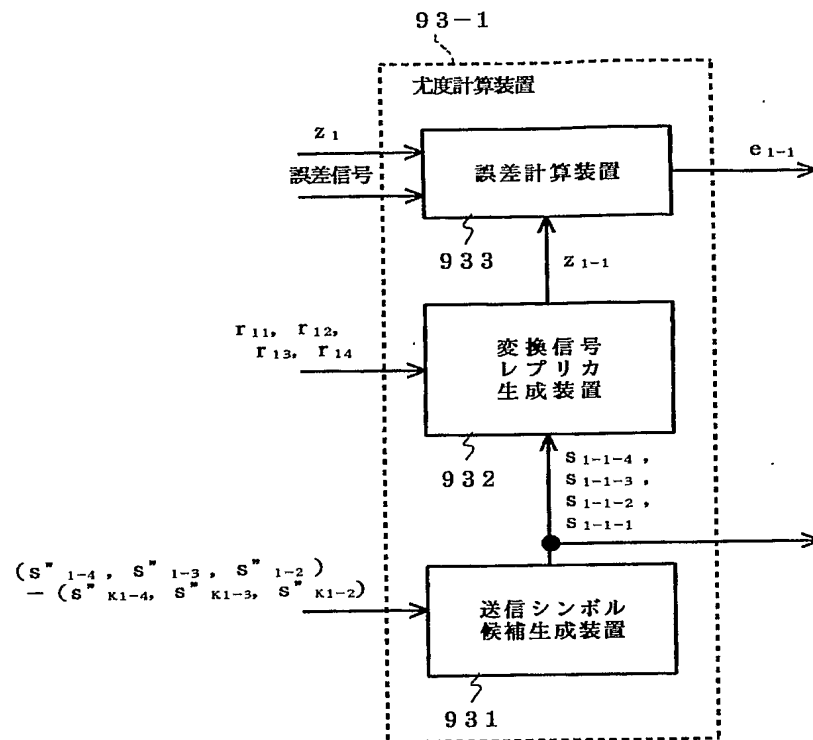 93-1
尤度計算装置
z1
誤差信号
誤差計算装置
e1-1
933
z1-1
r11, r12,
r13, r14
変換信号
レプリカ
生成装置
932
s1-1-4,
s1-1-3,
s1-1-2,
s1-1-1
(s"1-4, s"1-3, s"1-2)
— (s"K1-4, s"K1-3, s"K1-2)
送信シンボル
候補生成装置
931